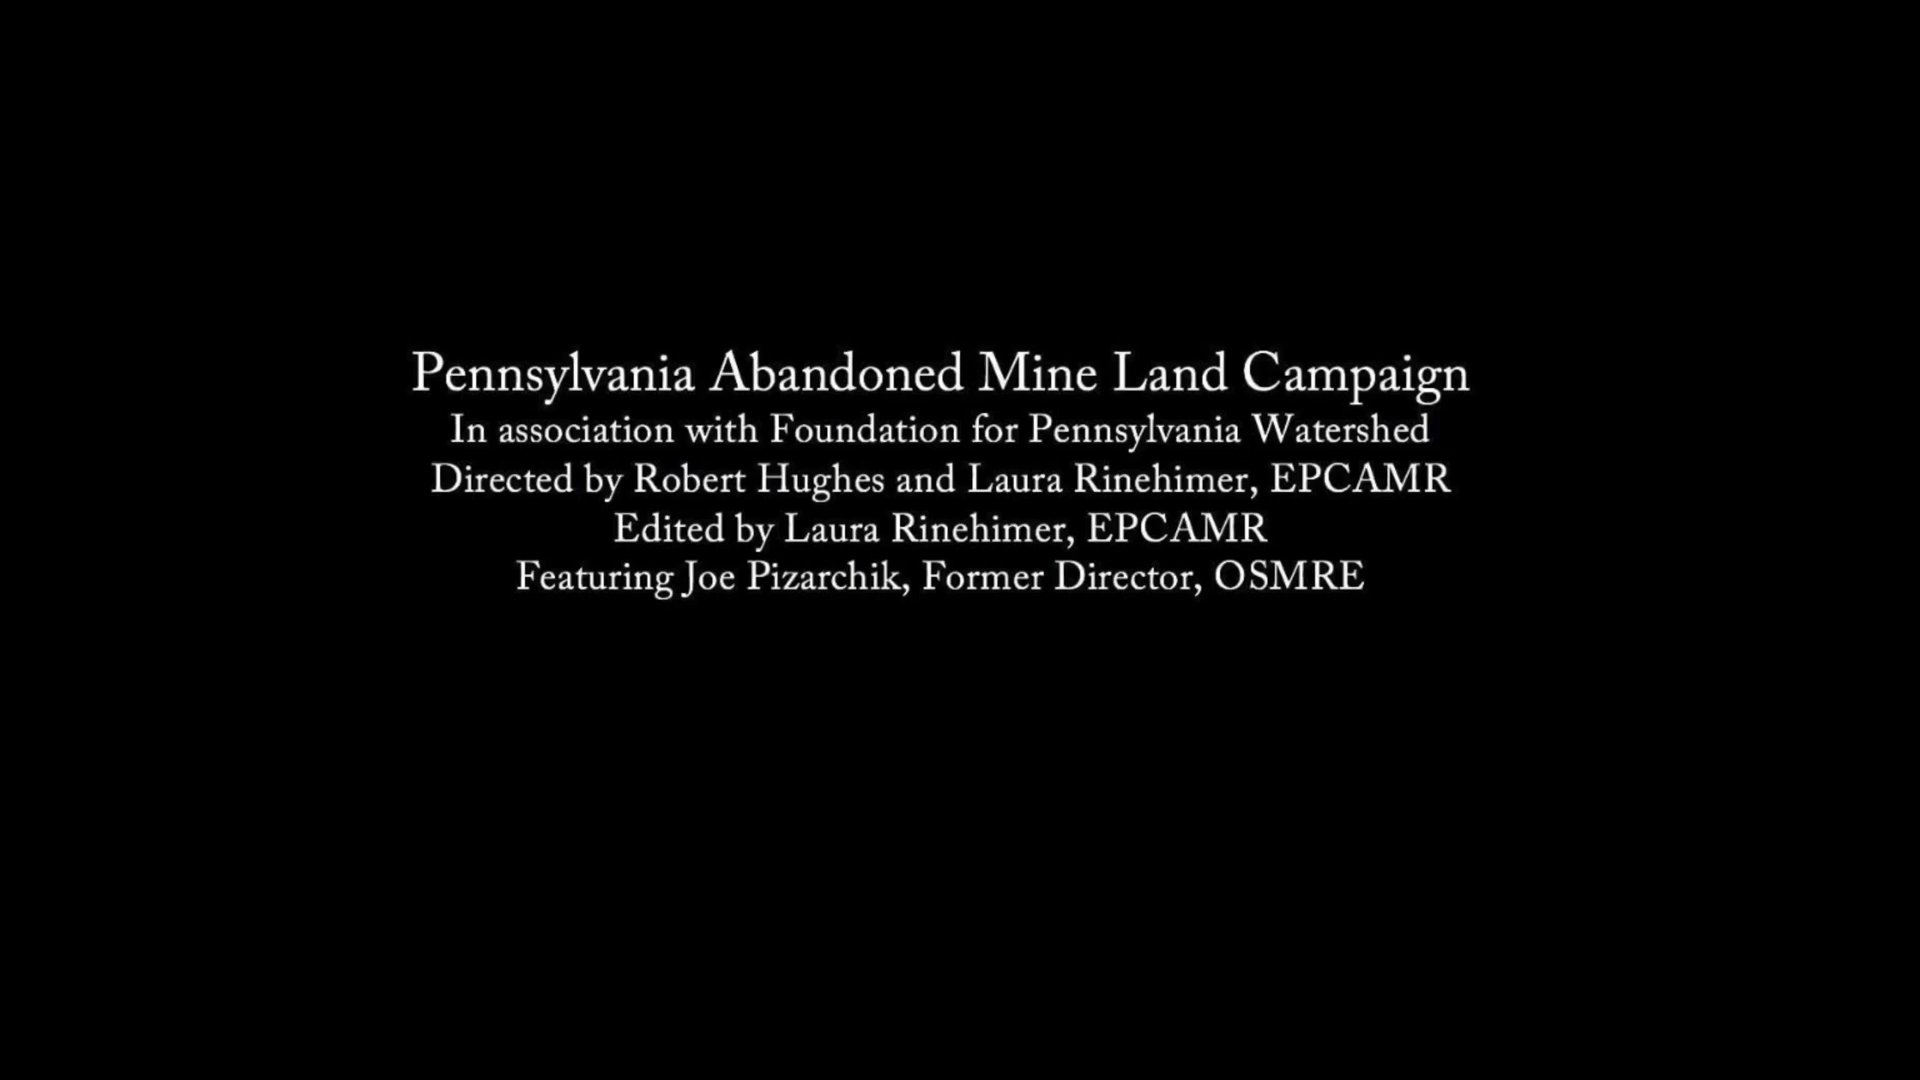 Pennsylvania Abandoned Mine Land Campaign
In association with Foundation for Pennsylvania Watershed
Directed by Robert Hughes and Laura Rinehimer, EPCAMR
Edited by Laura Rinehimer, EPCAMR
Featuring Joe Pizarchik, Former Director, OSMRE